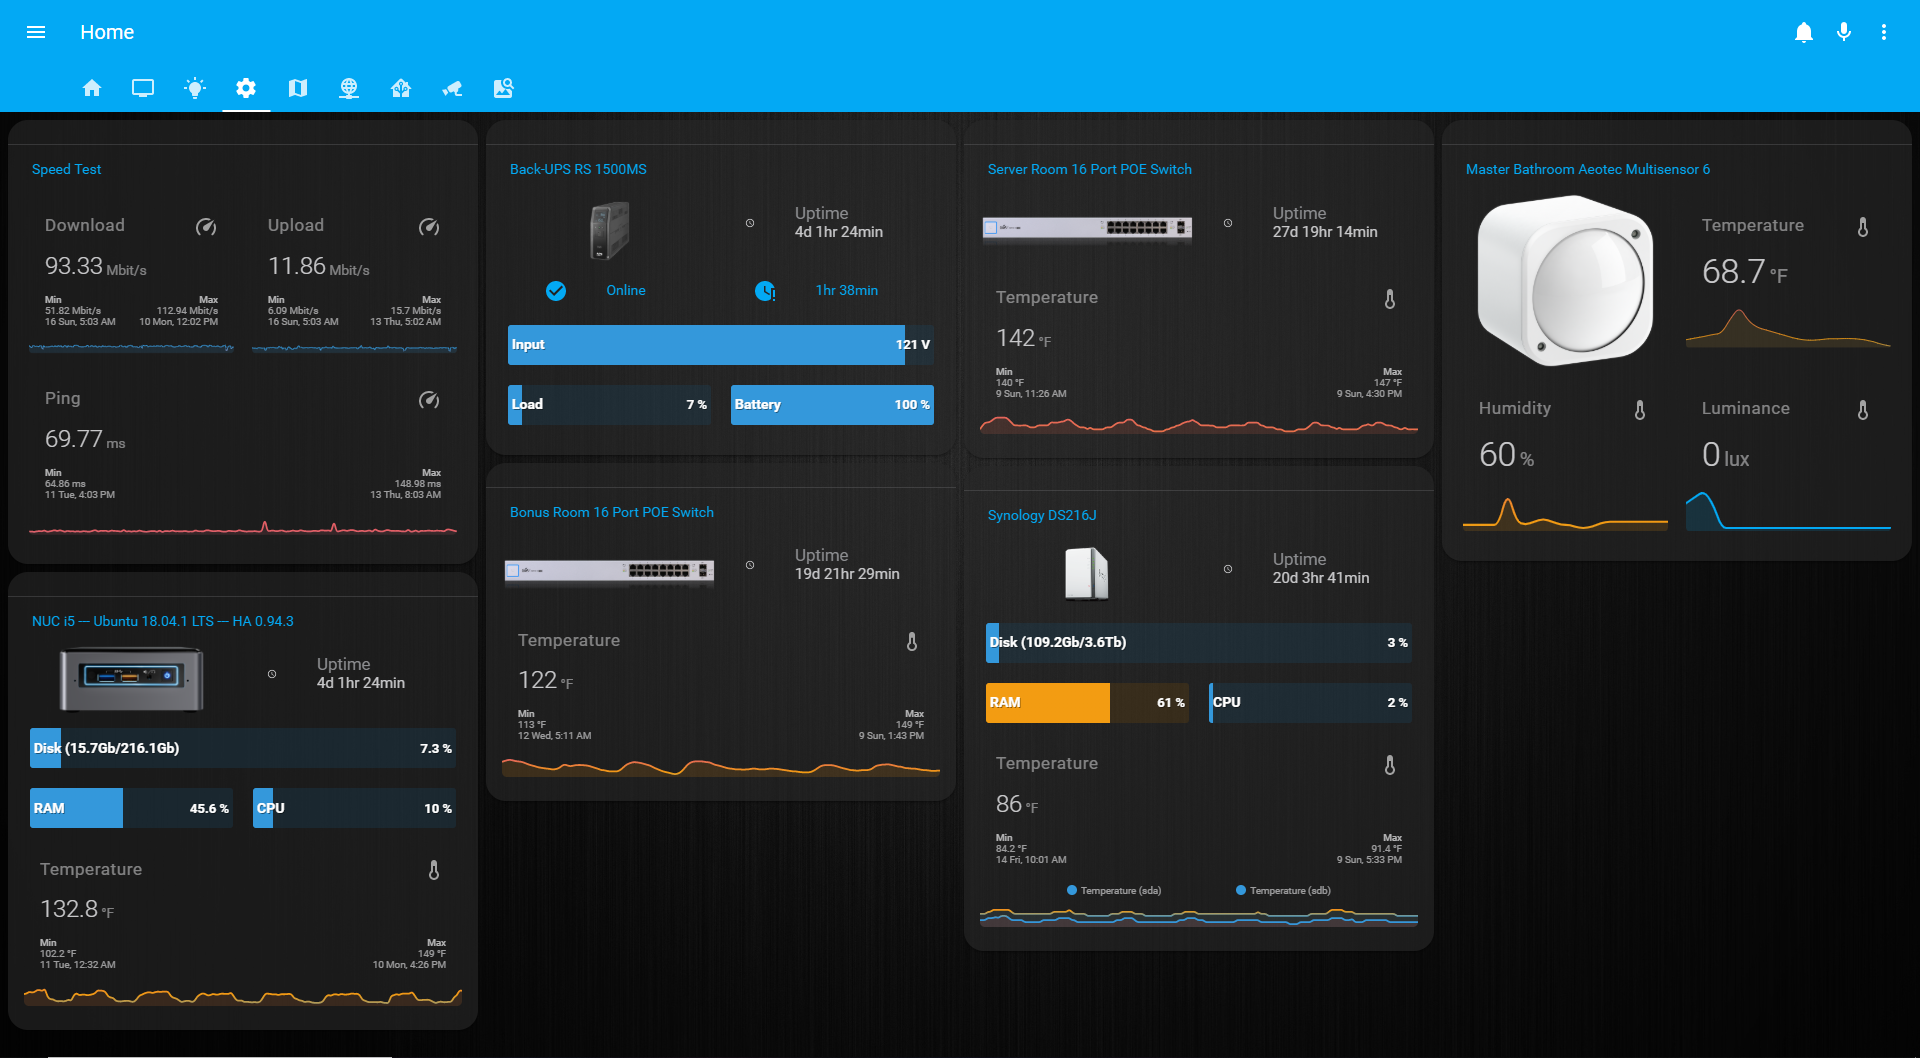 Home
Speed Test
Download
93.33 Mbit/s
Min
51.82 Mbit/s
16 Sun, 5:03 AM
Max
112.94 Mbit/s
10 Mon, 12:02 PM
Upload
11.86 Mbit/s
Min
6.09 Mbit/s
16 Sun, 5:03 AM
Max
15.7 Mbit/s
13 Thu, 5:02 AM
Ping
69.77 ms
Min
64.86 ms
11 Tue, 4:03 PM
Max
148.98 ms
13 Thu, 8:03 AM
NUC i5 — Ubuntu 18.04.1 LTS — HA 0.94.3
Uptime
4d 1hr 24min
Disk (15.7Gb/216.1Gb) 7.3 %
RAM 45.6 %
CPU 10 %
Temperature
132.8 °F
Min
102.2 °F
11 Tue, 12:32 AM
Max
149 °F
10 Mon, 4:26 PM
Back-UPS RS 1500MS
Uptime
4d 1hr 24min
Online
1hr 38min
Input 121 V
Load 7 %
Battery 100 %
Bonus Room 16 Port POE Switch
Uptime
19d 21hr 29min
Temperature
122 °F
Min
113 °F
12 Wed, 5:11 AM
Max
149 °F
9 Sun, 1:43 PM
Server Room 16 Port POE Switch
Uptime
27d 19hr 14min
Temperature
142 °F
Min
140 °F
9 Sun, 11:26 AM
Max
147 °F
9 Sun, 4:30 PM
Synology DS216J
Uptime
20d 3hr 41min
Disk (109.2Gb/3.6Tb) 3 %
RAM 61 %
CPU 2 %
Temperature
86 °F
Min
84.2 °F
14 Fri, 10:01 AM
Max
91.4 °F
9 Sun, 5:33 PM
Temperature (sda)
Temperature (sdb)
Master Bathroom Aeotec Multisensor 6
Temperature
68.7 °F
Humidity
60 %
Luminance
0 lux